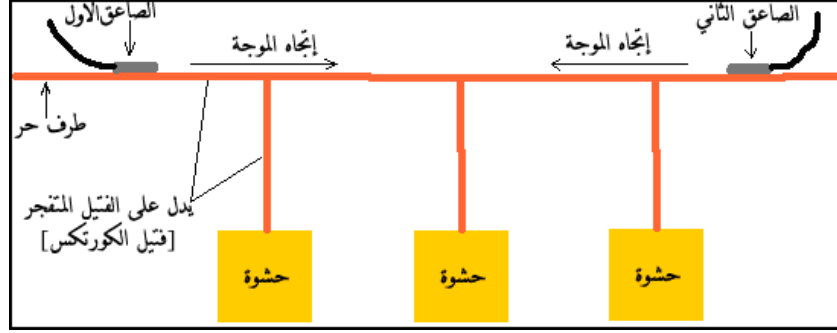 الصاعق الأول
الصاعق الثاني
إتجاه الموجة
إتجاه الموجة
طرف حر
يدل على الفتيل المتفجر
[فتيل الكورتكس]
حشوة
حشوة
حشوة